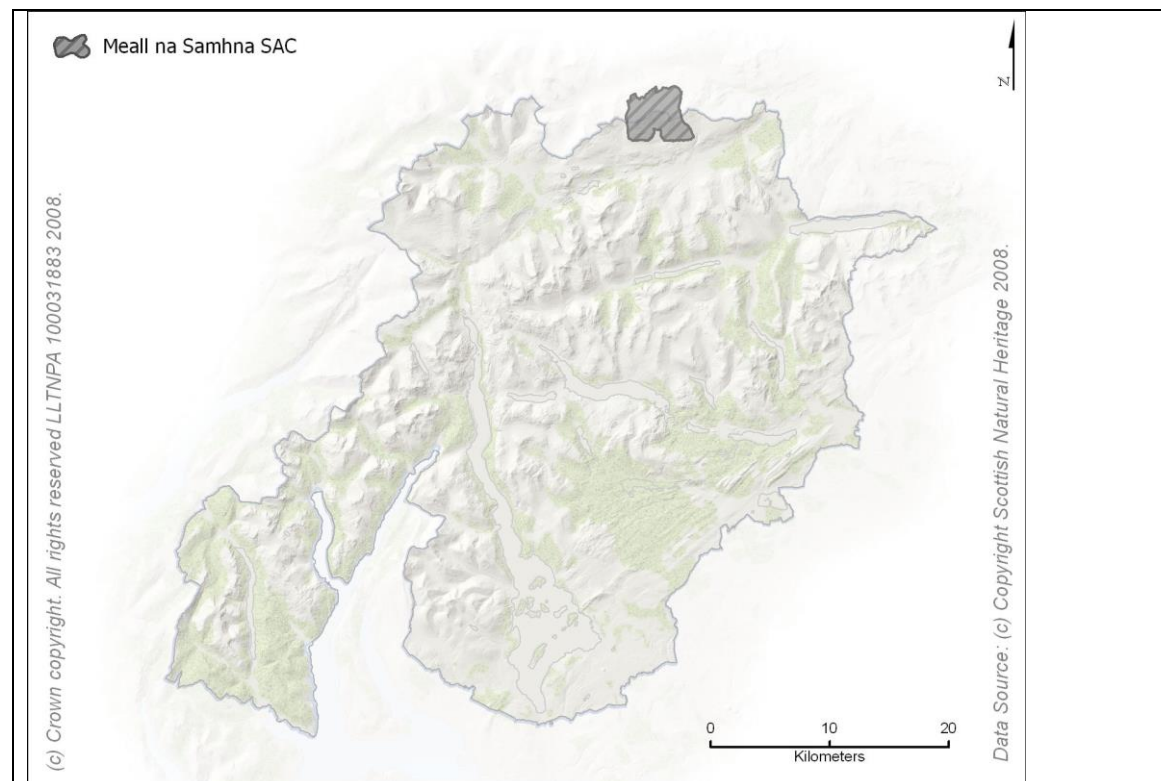 Meall na Samhna SAC
N
(c) Crown copyright. All rights reserved LLTNPA 100031883 2008.
Data Source: (c) Copyright Scottish Natural Heritage 2008.
0 10 20
Kilometers